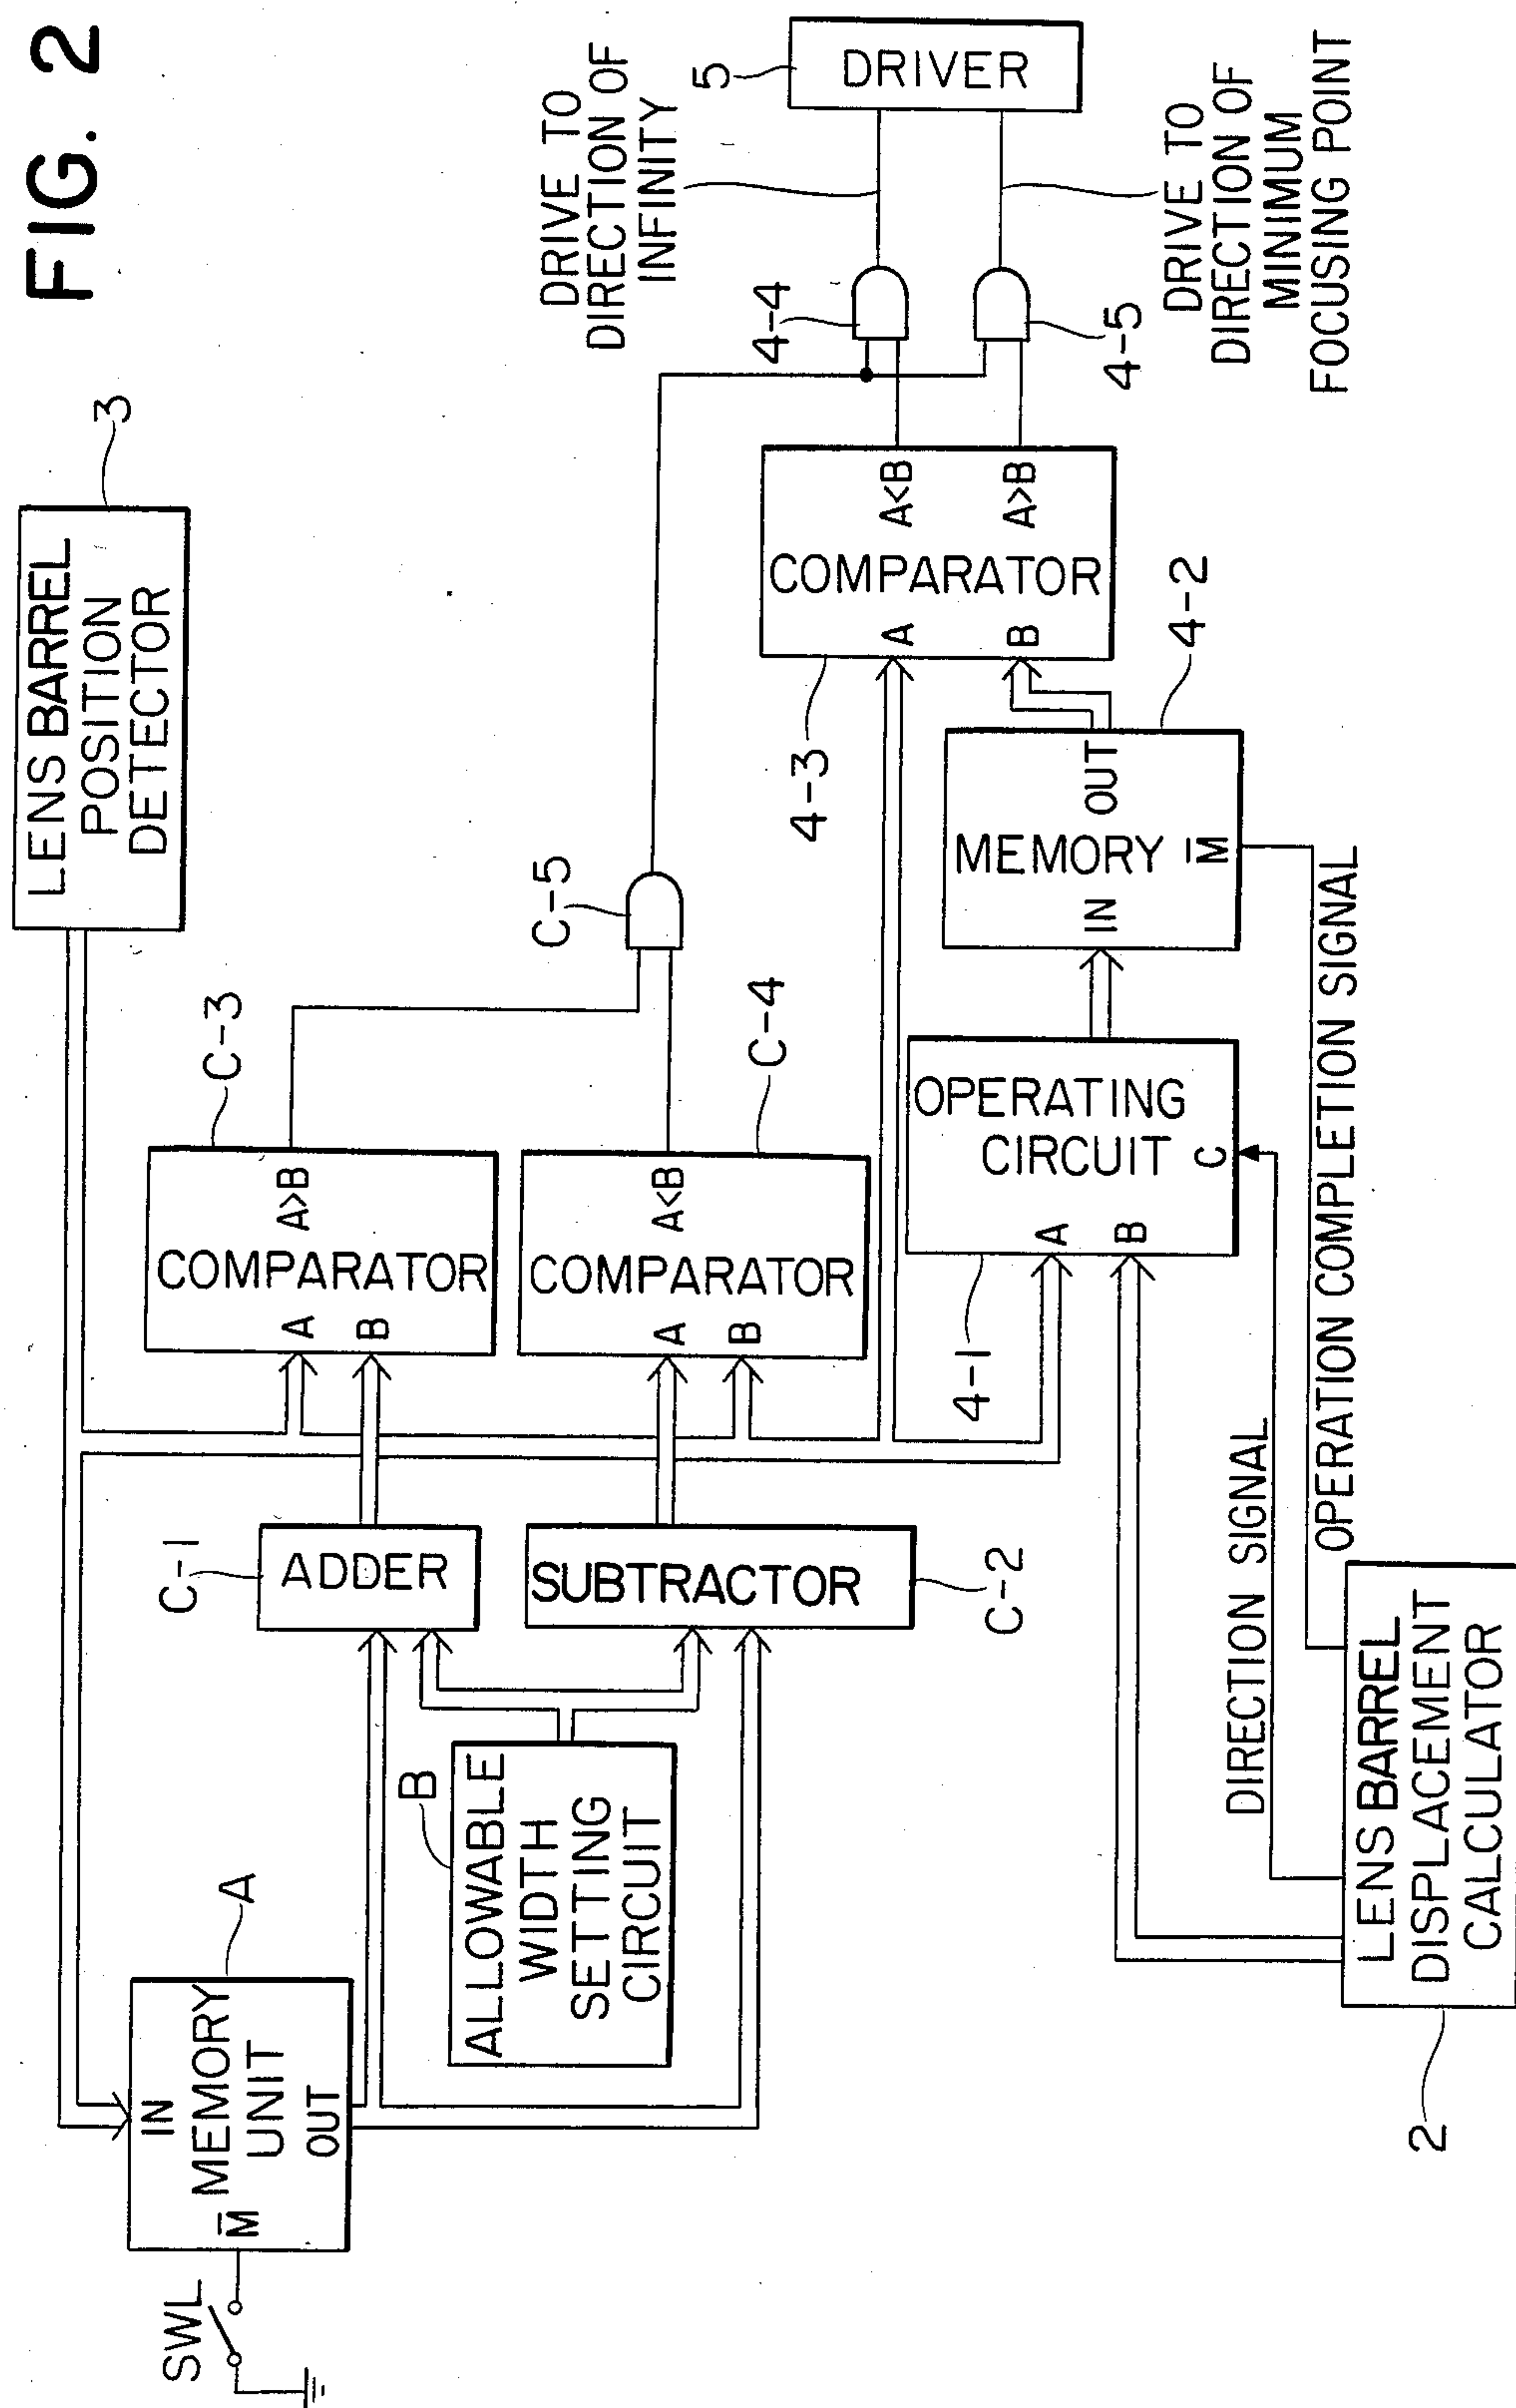 FIG. 2
LENS BARREL
POSITION
DETECTOR
3
SWL
M̅
IN
MEMORY
UNIT
OUT
A
ALLOWABLE
WIDTH
SETTING
CIRCUIT
B
C-1
ADDER
SUBTRACTOR
C-2
C-3
A>B
COMPARATOR
A
B
C-4
A<B
COMPARATOR
A
B
C-5
4-1
OPERATING
CIRCUIT
A
B
C
4-2
MEMORY
IN
OUT
M̅
4-3
COMPARATOR
A
B
A<B
A>B
4-4
4-5
DRIVE TO
DIRECTION OF
INFINITY
5
DRIVER
DRIVE TO
DIRECTION OF
MINIMUM
FOCUSING POINT
DIRECTION SIGNAL
OPERATION COMPLETION SIGNAL
LENS BARREL
DISPLACEMENT
CALCULATOR
2